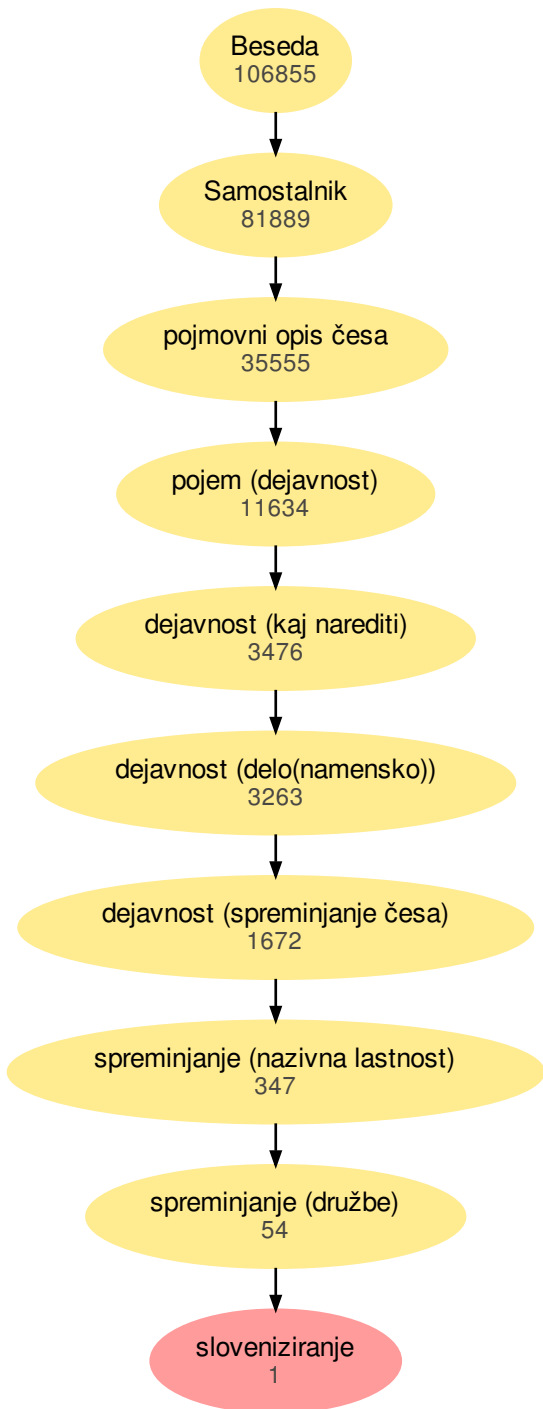 Beseda
106855
Samostalnik
81889
pojmovni opis česa
35555
pojem (dejavnost)
11634
dejavnost (kaj narediti)
3476
dejavnost (delo(namensko))
3263
dejavnost (spreminjanje česa)
1672
spreminjanje (nazivna lastnost)
347
spreminjanje (družbe)
54
sloveniziranje
1